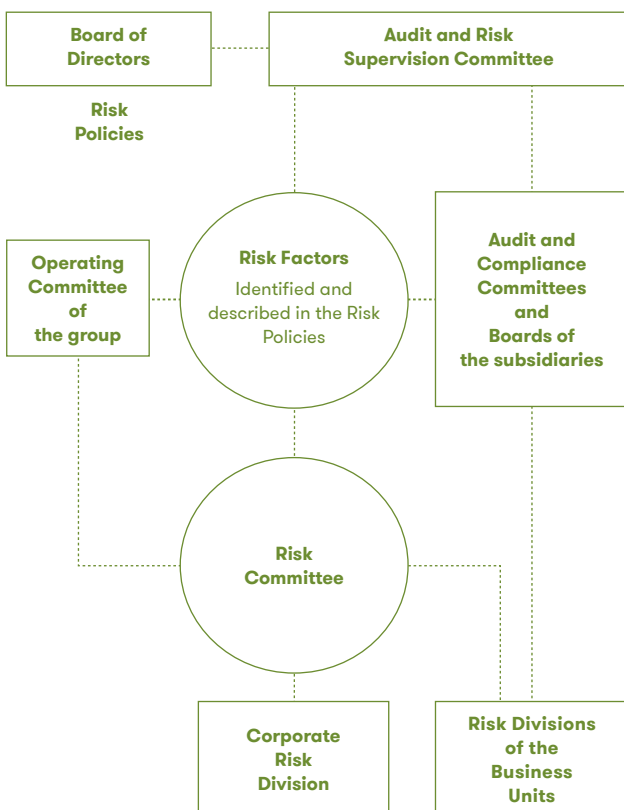 Board of
Directors
Audit and Risk
Supervision Committee
Risk
Policies
Operating
Committee
of
the group
Risk Factors
Identified and
described in the Risk
Policies
Audit and
Compliance
Committees
and
Boards of
the subsidiaries
Risk
Committee
Corporate
Risk
Division
Risk Divisions
of the
Business
Units